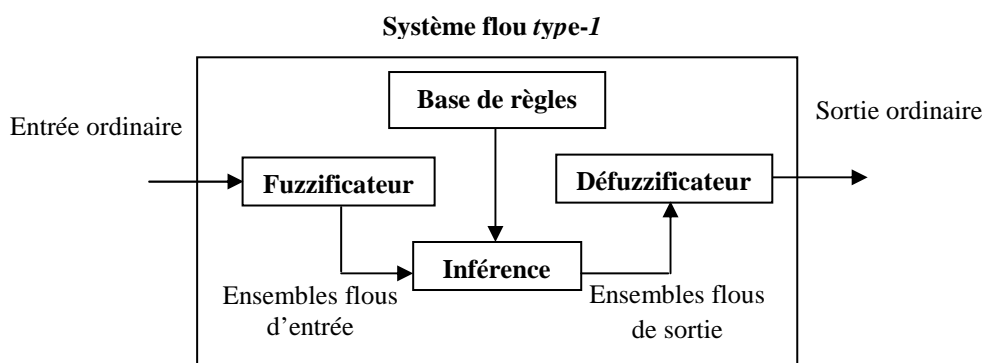 Système flou type-1
Base de règles
Entrée ordinaire
Sortie ordinaire
Fuzzificateur
Défuzzificateur
Inférence
Ensembles flous
d'entrée
Ensembles flous
de sortie